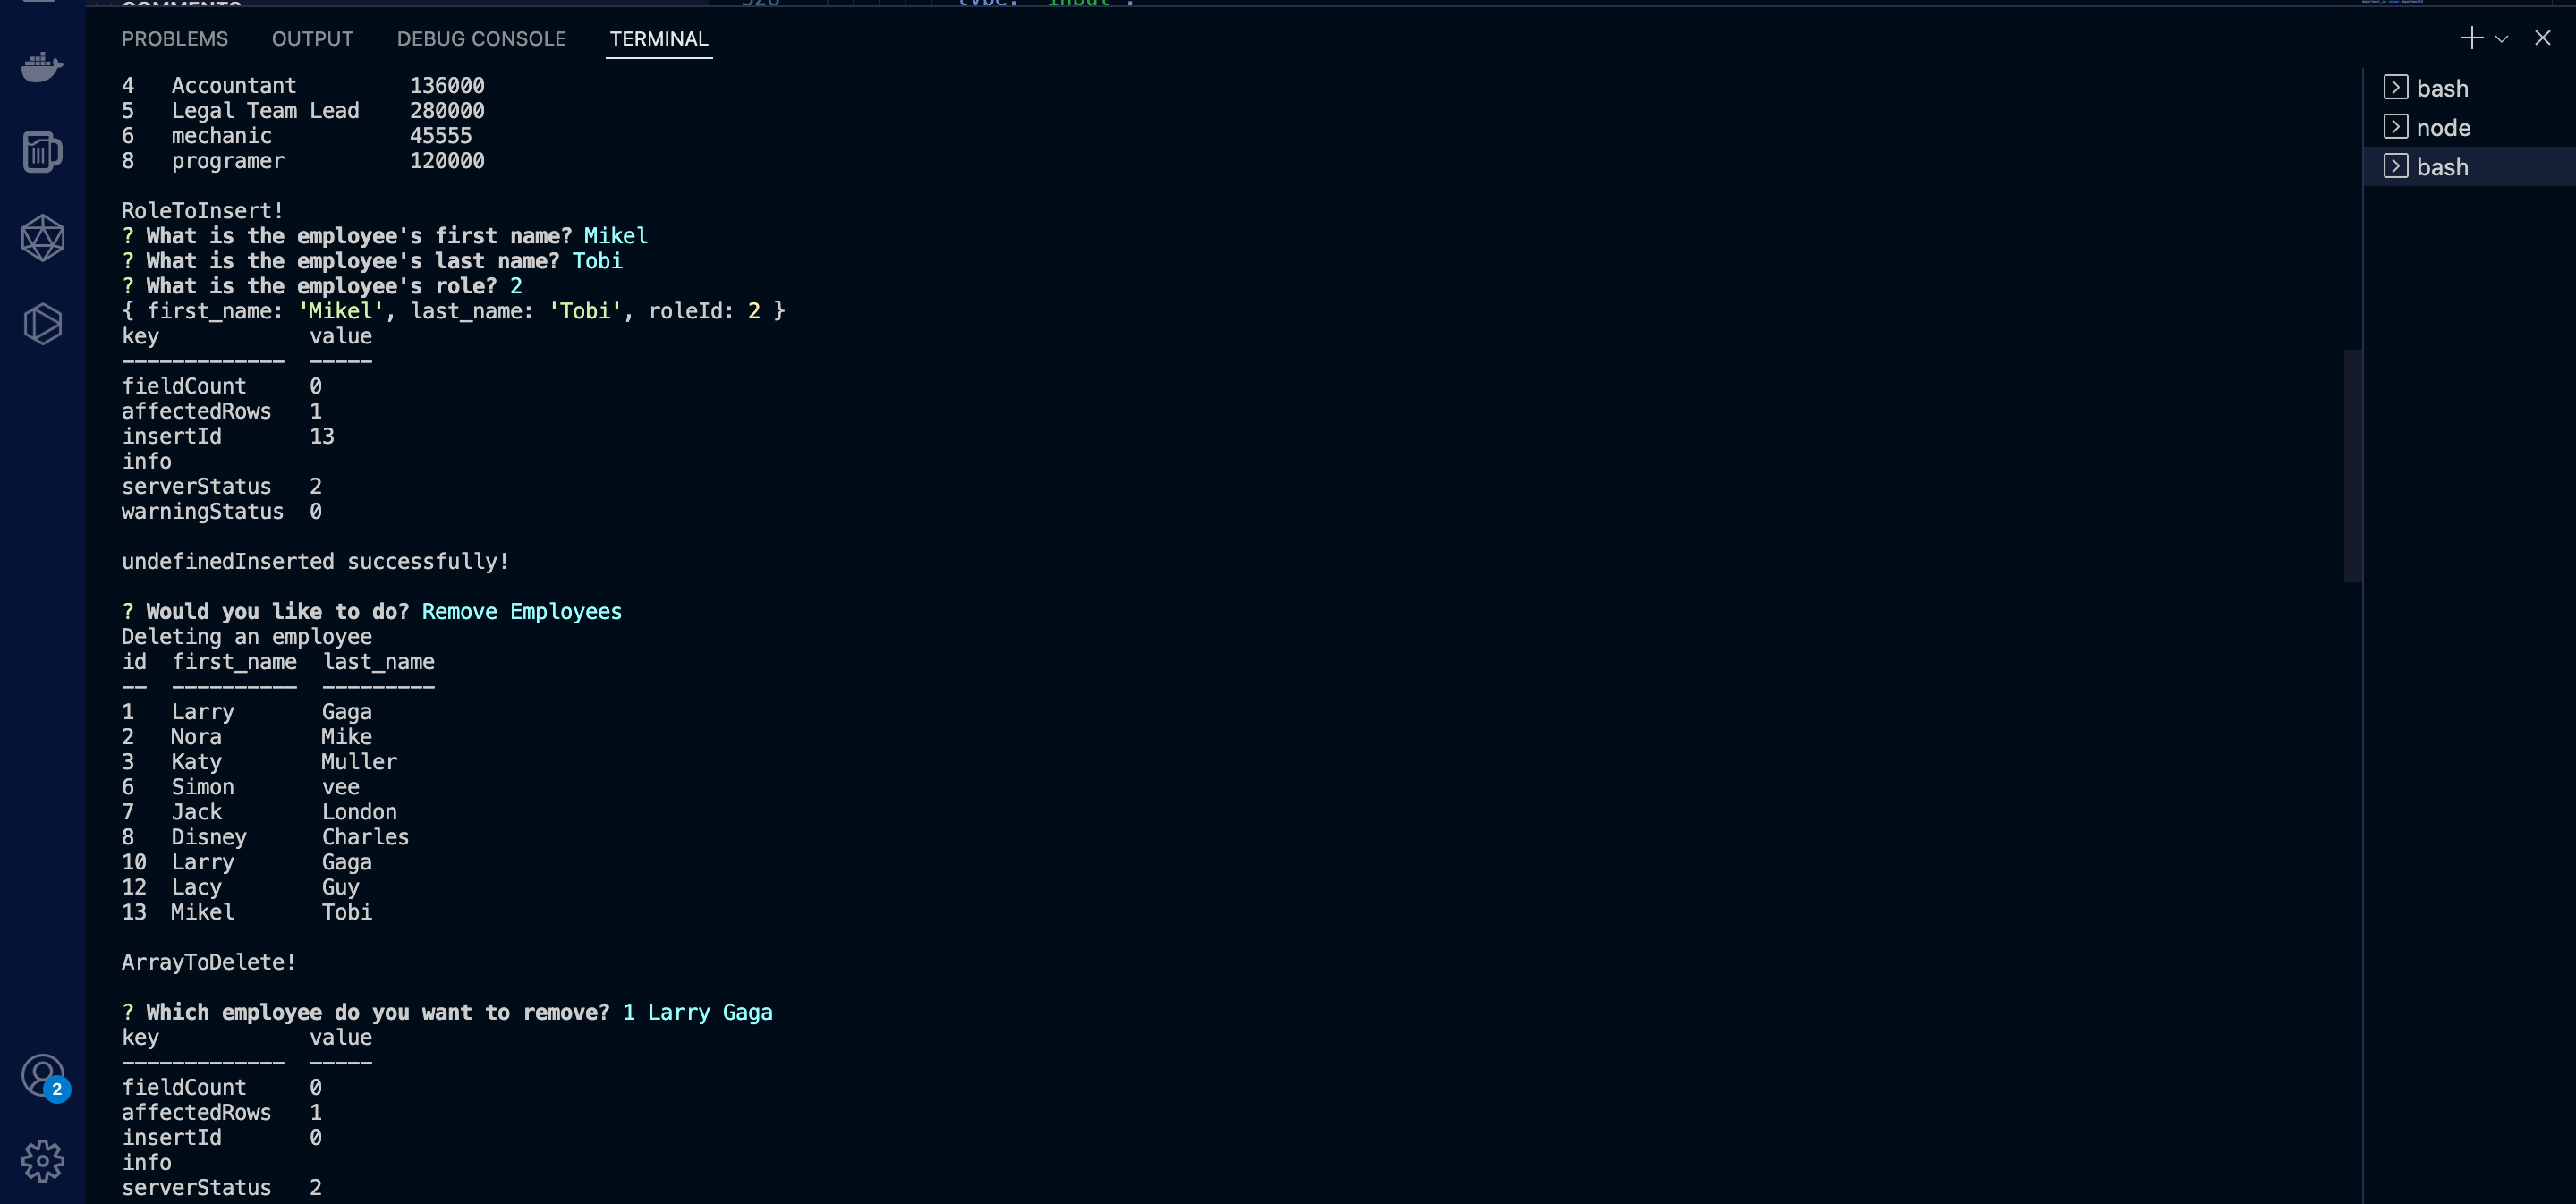 PROBLEMS OUTPUT DEBUG CONSOLE TERMINAL
4 Accountant 136000
5 Legal Team Lead 280000
6 mechanic 45555
8 programer 120000
RoleToInsert!
? What is the employee's first name? Mikel
? What is the employee's last name? Tobi
? What is the employee's role? 2
{ first_name: 'Mikel', last_name: 'Tobi', roleId: 2 }
key value
------------- -----
fieldCount 0
affectedRows 1
insertId 13
info
serverStatus 2
warningStatus 0
undefinedInserted successfully!
? Would you like to do? Remove Employees
Deleting an employee
id first_name last_name
-- ---------- ---------
1 Larry Gaga
2 Nora Mike
3 Katy Muller
6 Simon vee
7 Jack London
8 Disney Charles
10 Larry Gaga
12 Lacy Guy
13 Mikel Tobi
ArrayToDelete!
? Which employee do you want to remove? 1 Larry Gaga
key value
------------- -----
fieldCount 0
affectedRows 1
insertId 0
info
serverStatus 2
bash
node
bash
2